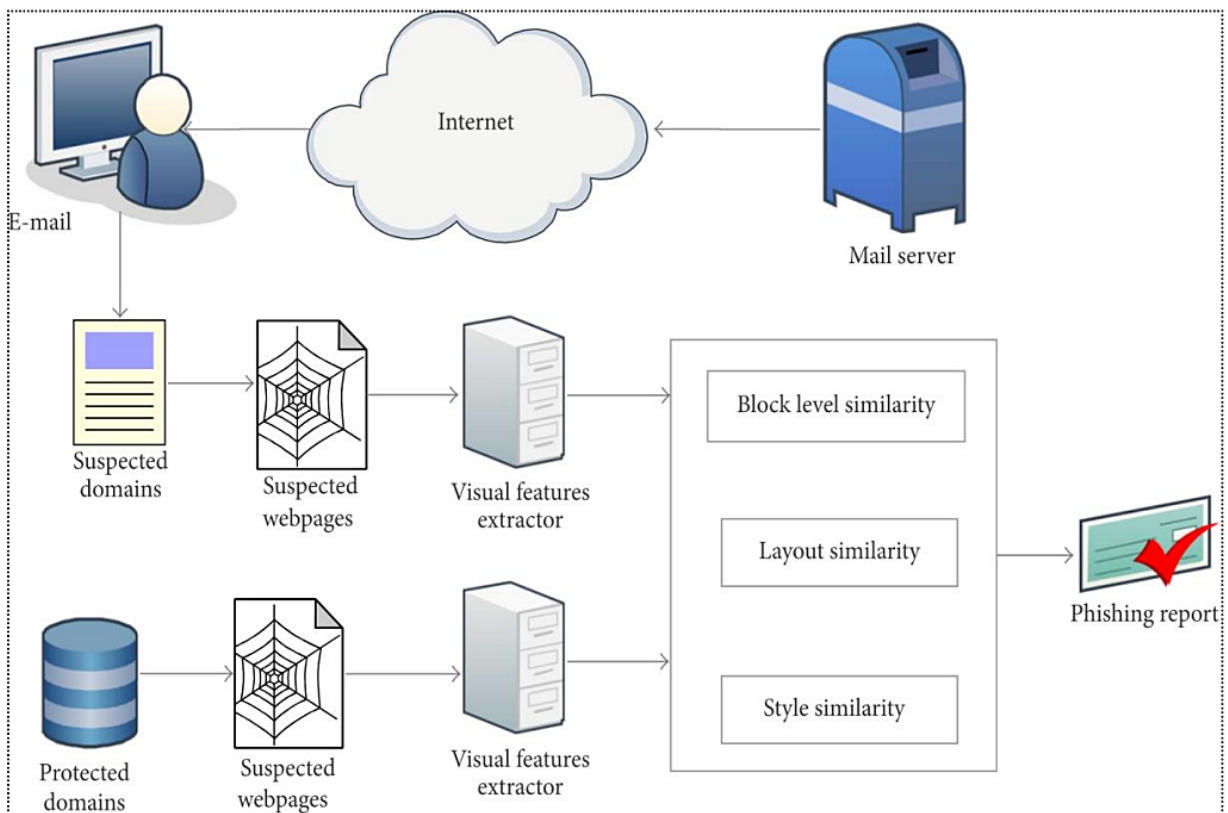 Internet
E-mail
Mail server
Suspected
domains
Suspected
webpages
Visual features
extractor
Block level similarity
Layout similarity
Style similarity
Phishing report
Protected
domains
Suspected
webpages
Visual features
extractor